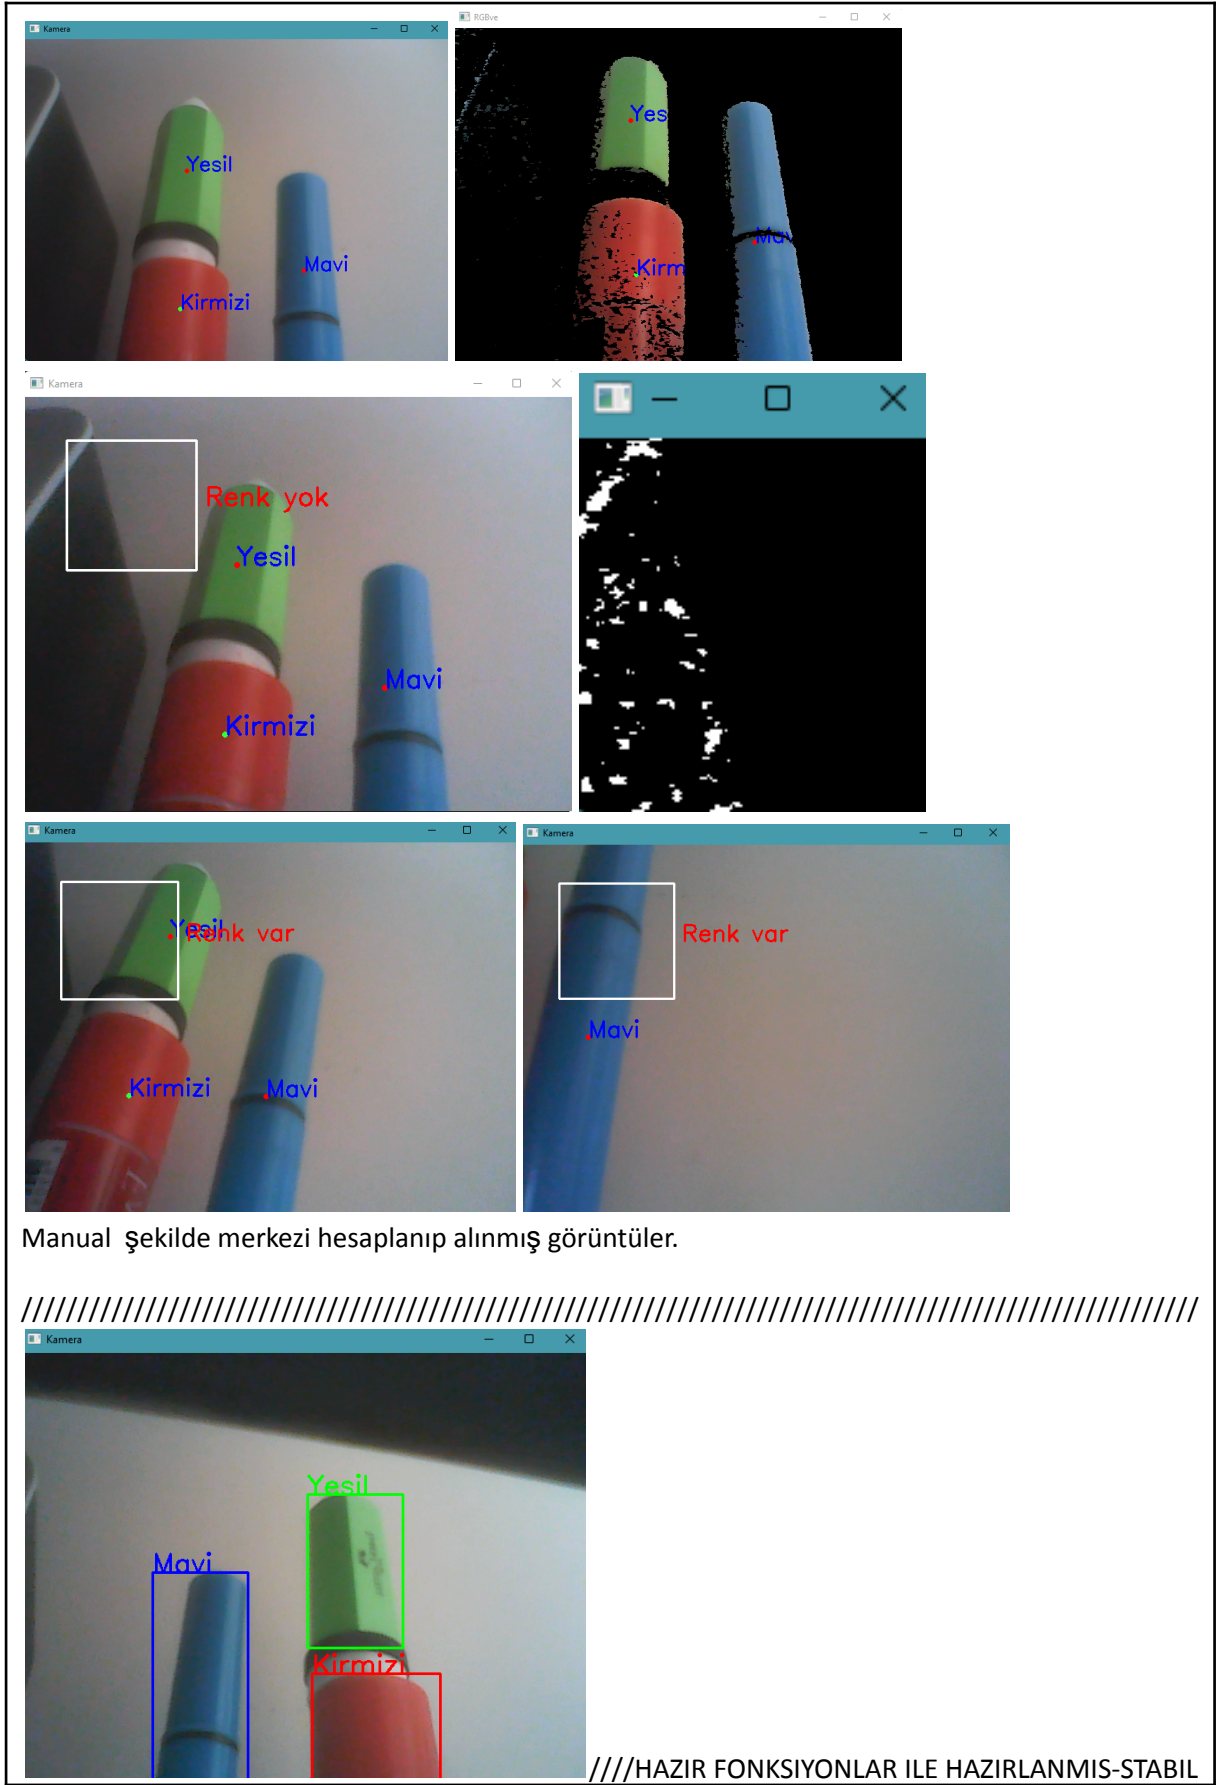 Kamera
RGBve
Yesil
Mavi
Kirmizi
Yes
Mav
Kirm
Kamera
Renk yok
Yesil
Mavi
Kirmizi
Kamera
Yesil
Renk var
Kirmizi
Mavi
Kamera
Renk var
Mavi
Manual şekilde merkezi hesaplanıp alınmış görüntüler.
//////////////////////////////////////////////////////////////////////////////////////////////////
Kamera
Yesil
Mavi
Kirmizi
////HAZIR FONKSIYONLAR ILE HAZIRLANMIS-STABIL